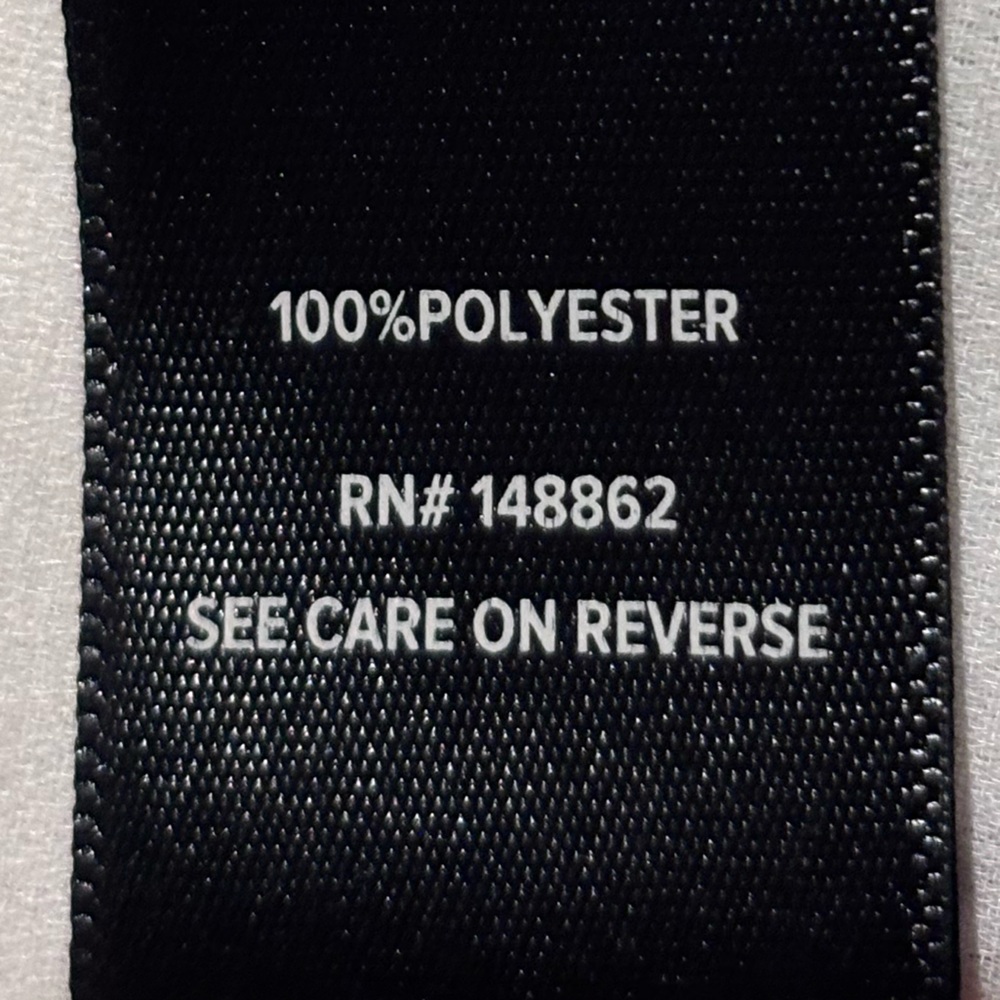 100%POLYESTER
RN# 148862
SEE CARE ON REVERSE